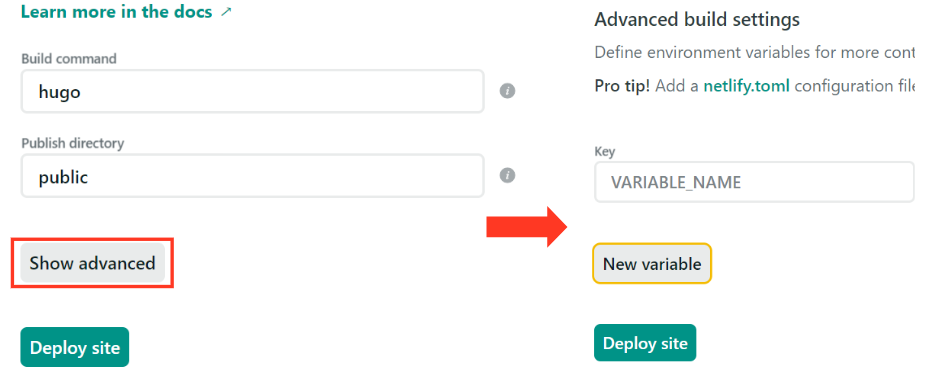 Learn more in the docs ↗
Build command
hugo
Publish directory
public
Show advanced
Deploy site
Advanced build settings
Define environment variables for more cont
Pro tip! Add a netlify.toml configuration file
Key
VARIABLE_NAME
New variable
Deploy site